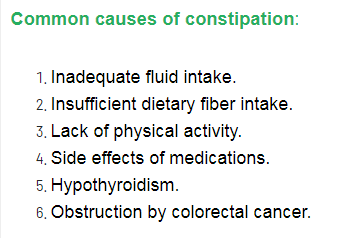 Common causes of constipation:
1. Inadequate fluid intake.
2. Insufficient dietary fiber intake.
3. Lack of physical activity.
4. Side effects of medications.
5. Hypothyroidism.
6. Obstruction by colorectal cancer.